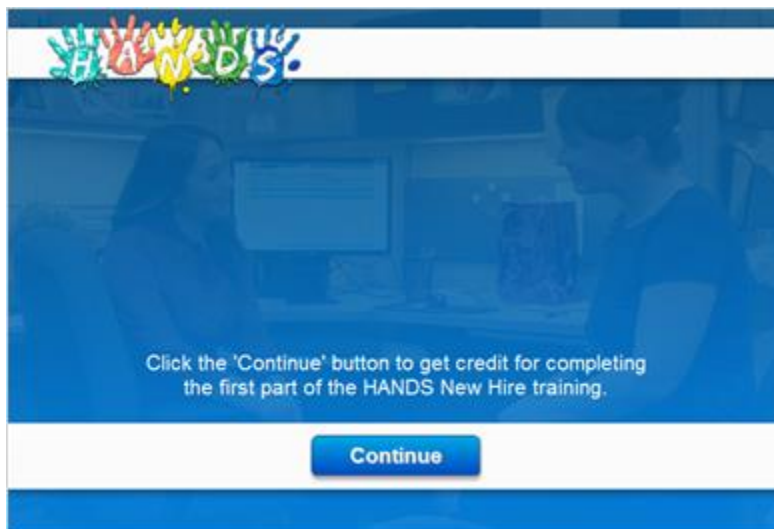 HANDS
Click the 'Continue' button to get credit for completing
the first part of the HANDS New Hire training.
Continue